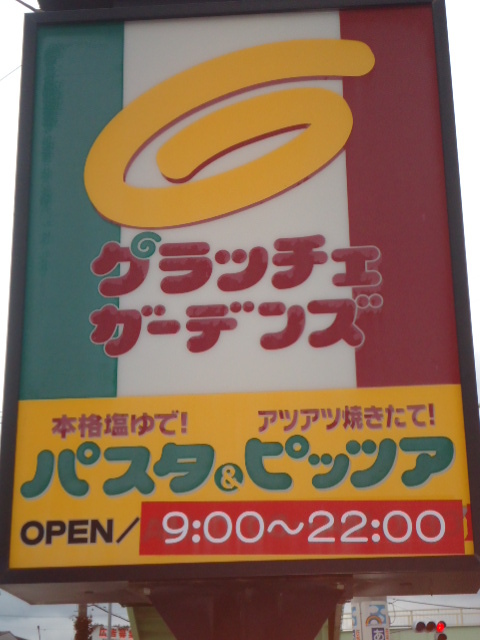 グラッチェ
ガーデンズ
本格塩ゆで! アツアツ焼きたて!
パスタ&ピッツァ
OPEN/ 9:00～22:00